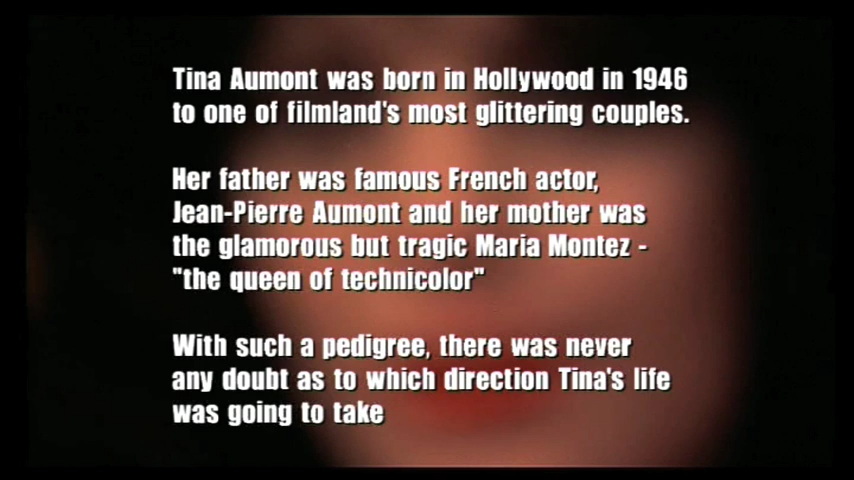 Tina Aumont was born in Hollywood in 1946
to one of filmland's most glittering couples.
Her father was famous French actor,
Jean-Pierre Aumont and her mother was
the glamorous but tragic Maria Montez -
"the queen of technicolor"
With such a pedigree, there was never
any doubt as to which direction Tina's life
was going to take